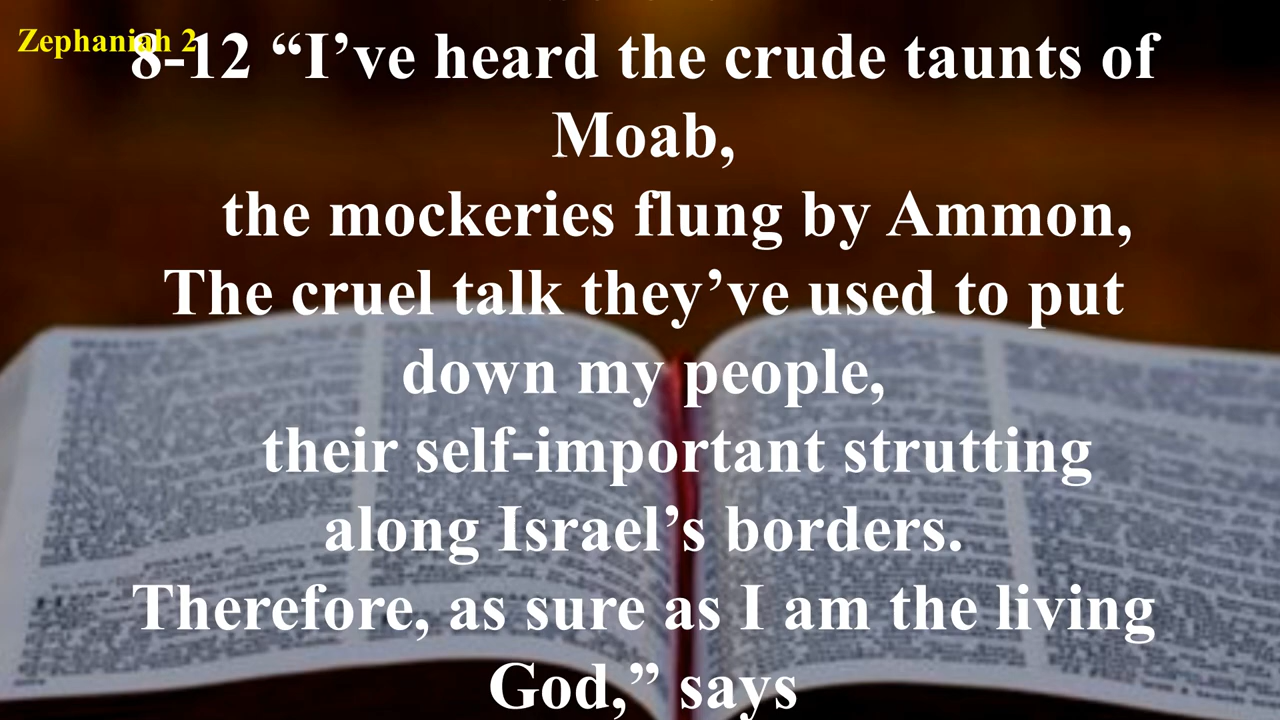 Zephaniah 2
8-12 “I’ve heard the crude taunts of
Moab,
the mockeries flung by Ammon,
The cruel talk they’ve used to put
down my people,
their self-important strutting
along Israel’s borders.
Therefore, as sure as I am the living
God,” says